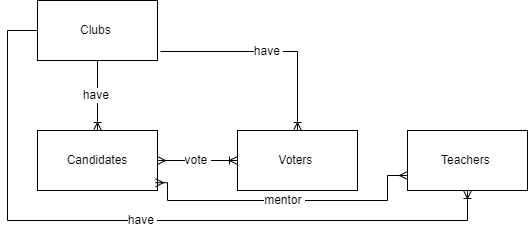 Clubs
have
have
Candidates
vote
Voters
Teachers
mentor
have